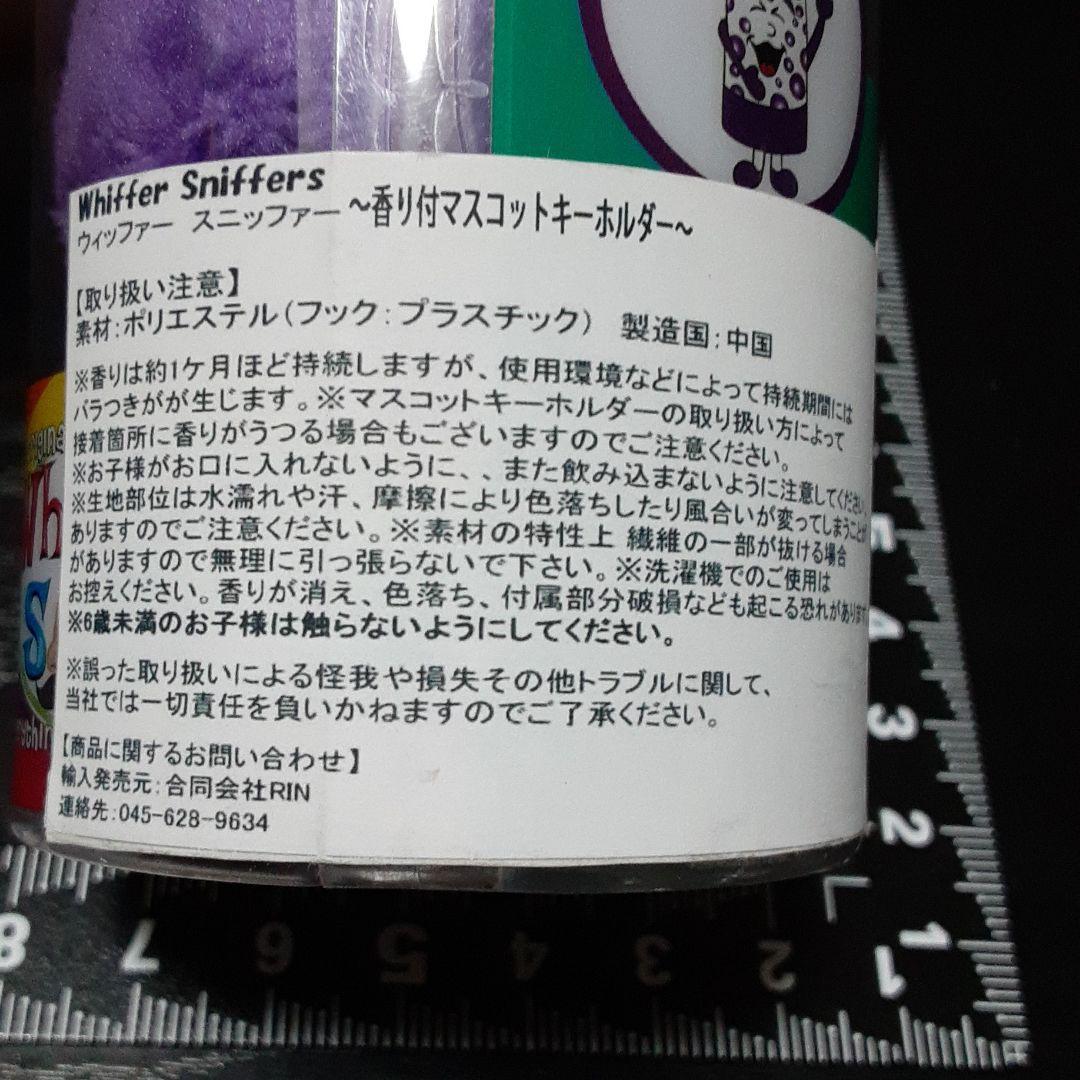 Whiffer Sniffers
ウィッファー スニッファー ～香り付マスコットキーホルダー～
【取り扱い注意】
素材:ポリエステル(フック:プラスチック) 製造国:中国
※香りは約1ケ月ほど持続しますが、使用環境などによって持続期間には
バラつきがが生じます。※マスコットキーホルダーの取り扱い方によって
接着箇所に香りがうつる場合もございますのでご注意ください。
※お子様がお口に入れないように、、また飲み込まないように注意してください。
※生地部位は水濡れや汗、摩擦により色落ちしたり風合いが変ってしまうことが
ありますのでご注意ください。※素材の特性上 繊維の一部が抜ける場合
がありますので無理に引っ張らないで下さい。※洗濯機でのご使用は
お控えください。香りが消え、色落ち、付属部分破損なども起こる恐れがあります
※6歳未満のお子様は触らないようにしてください。
※誤った取り扱いによる怪我や損失その他トラブルに関して、
当社では一切責任を負いかねますのでご了承ください。
【商品に関するお問い合わせ】
輸入発売元:合同会社RIN
連絡先:045-628-9634
5
4
3
2
1
8 7 6 5 4 3 2 1